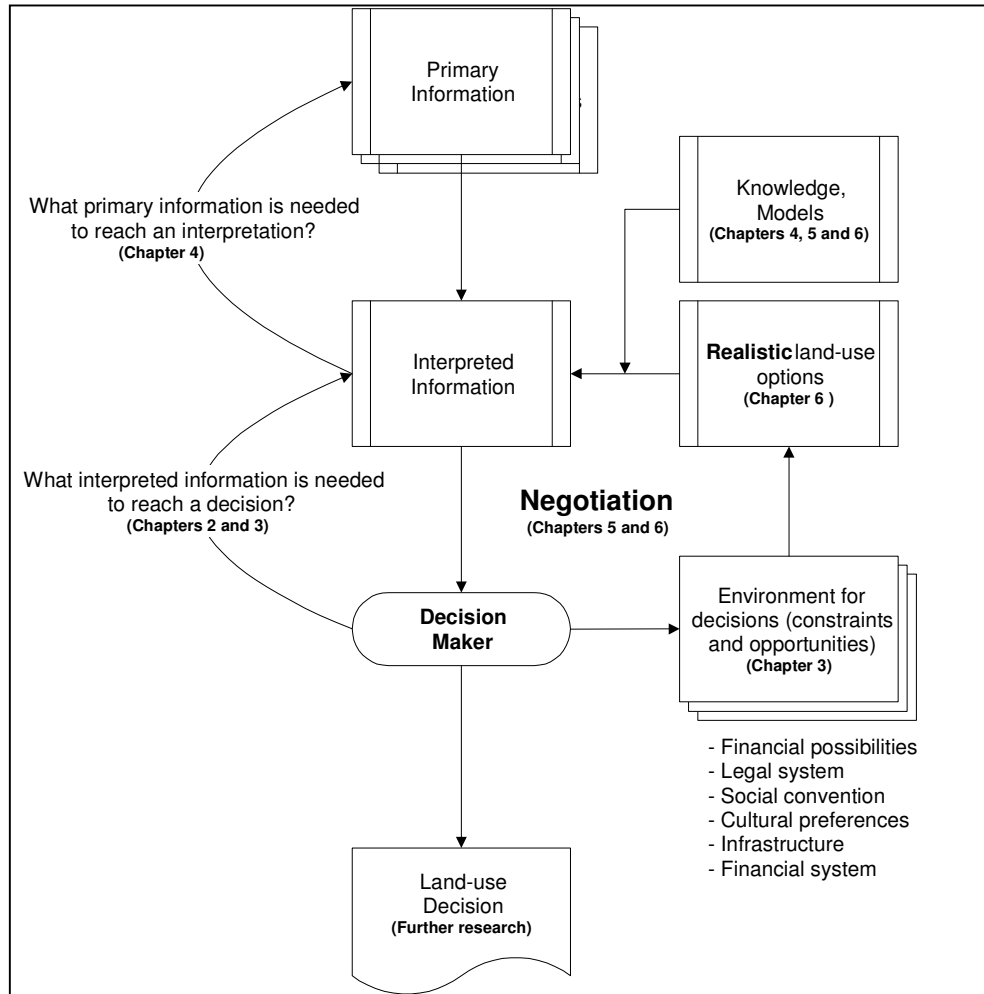 Primary
Information
What primary information is needed
to reach an interpretation?
(Chapter 4)
Knowledge,
Models
(Chapters 4, 5 and 6)
Interpreted
Information
Realistic land-use
options
(Chapter 6 )
What interpreted information is needed
to reach a decision?
(Chapters 2 and 3)
Negotiation
(Chapters 5 and 6)
Decision
Maker
Environment for
decisions (constraints
and opportunities)
(Chapter 3)
- Financial possibilities
- Legal system
- Social convention
- Cultural preferences
- Infrastructure
- Financial system
Land-use
Decision
(Further research)